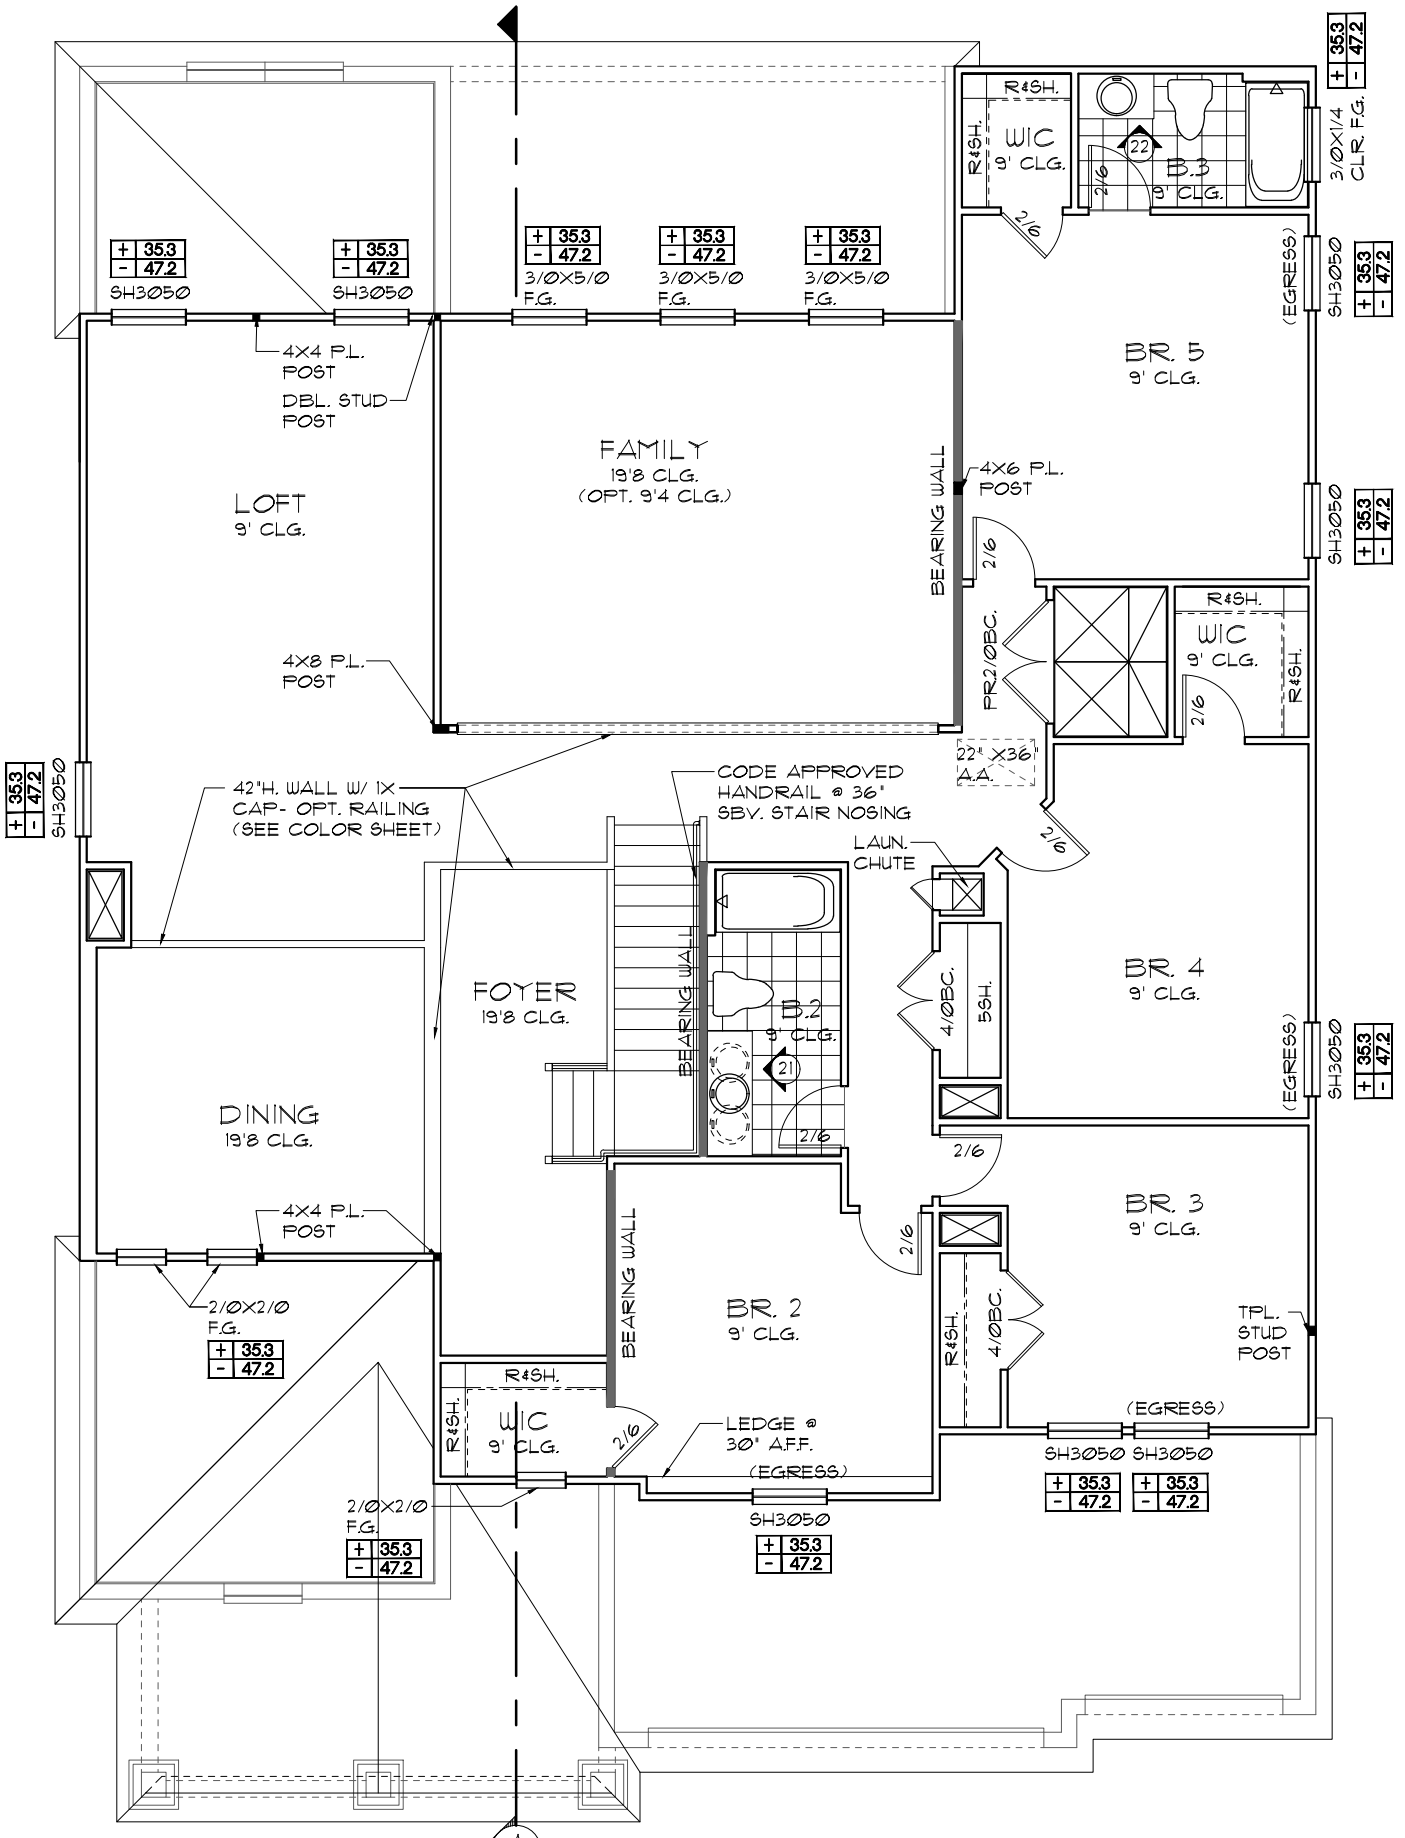 + 35.3
- 47.2
3/0X1/4
CLR. F.G.
R&SH.
R&SH.
WIC
9' CLG.
22
B.3
9' CLG.
2/6
2/6
+ 35.3
- 47.2
SH3050
+ 35.3
- 47.2
SH3050
+ 35.3
- 47.2
3/0X5/0
F.G.
+ 35.3
- 47.2
3/0X5/0
F.G.
+ 35.3
- 47.2
3/0X5/0
F.G.
(EGRESS)
SH3050
+ 35.3
- 47.2
4X4 P.L.
POST
DBL. STUD
POST
BR. 5
9' CLG.
FAMILY
19'8 CLG.
(OPT. 9'4 CLG.)
LOFT
9' CLG.
BEARING WALL
4X6 P.L.
POST
SH3050
+ 35.3
- 47.2
2/6
R&SH.
WIC
9' CLG.
R&SH.
PR.2/0BC.
2/6
4X8 P.L.
POST
22" X36"
A.A.
+ 35.3
- 47.2
SH3050
42"H. WALL W/ 1X
CAP- OPT. RAILING
(SEE COLOR SHEET)
CODE APPROVED
HANDRAIL @ 36"
SBV. STAIR NOSING
LAUN.
CHUTE
2/6
FOYER
19'8 CLG.
BEARING WALL
B.2
9' CLG.
21
2/6
4/0BC.
5SH.
BR. 4
9' CLG.
(EGRESS)
SH3050
+ 35.3
- 47.2
DINING
19'8 CLG.
2/6
4X4 P.L.
POST
BR. 3
9' CLG.
2/6
BEARING WALL
2/0X2/0
F.G.
+ 35.3
- 47.2
BR. 2
9' CLG.
R&SH.
4/0BC.
TPL.
STUD
POST
R&SH.
R&SH.
WIC
9' CLG.
2/6
LEDGE @
30" A.F.F.
(EGRESS)
(EGRESS)
SH3050 SH3050
+ 35.3
- 47.2
+ 35.3
- 47.2
2/0X2/0
F.G.
+ 35.3
- 47.2
SH3050
+ 35.3
- 47.2